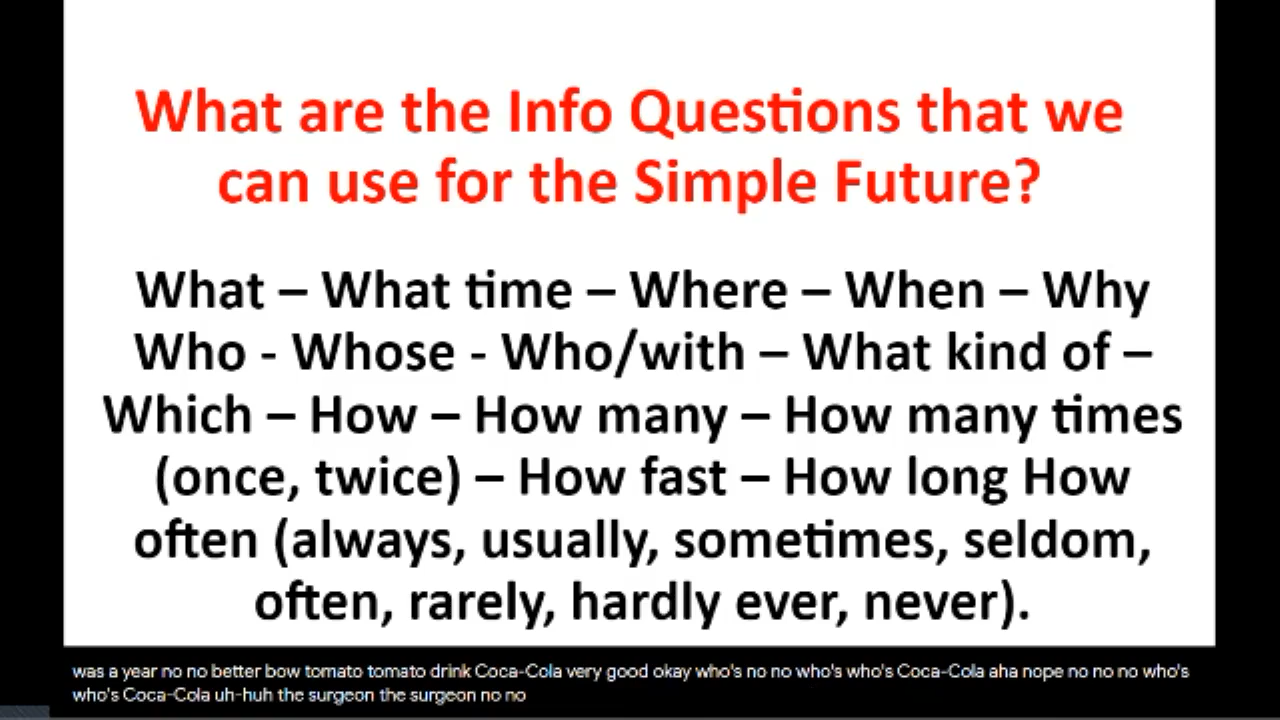 What are the Info Questions that we
can use for the Simple Future?
What – What time – Where – When – Why
Who - Whose - Who/with – What kind of –
Which – How – How many – How many times
(once, twice) – How fast – How long How
often (always, usually, sometimes, seldom,
often, rarely, hardly ever, never).
was a year no no better bow tomato tomato drink Coca-Cola very good okay who's no no who's who's Coca-Cola aha nope no no no who's
who's Coca-Cola uh-huh the surgeon the surgeon no no